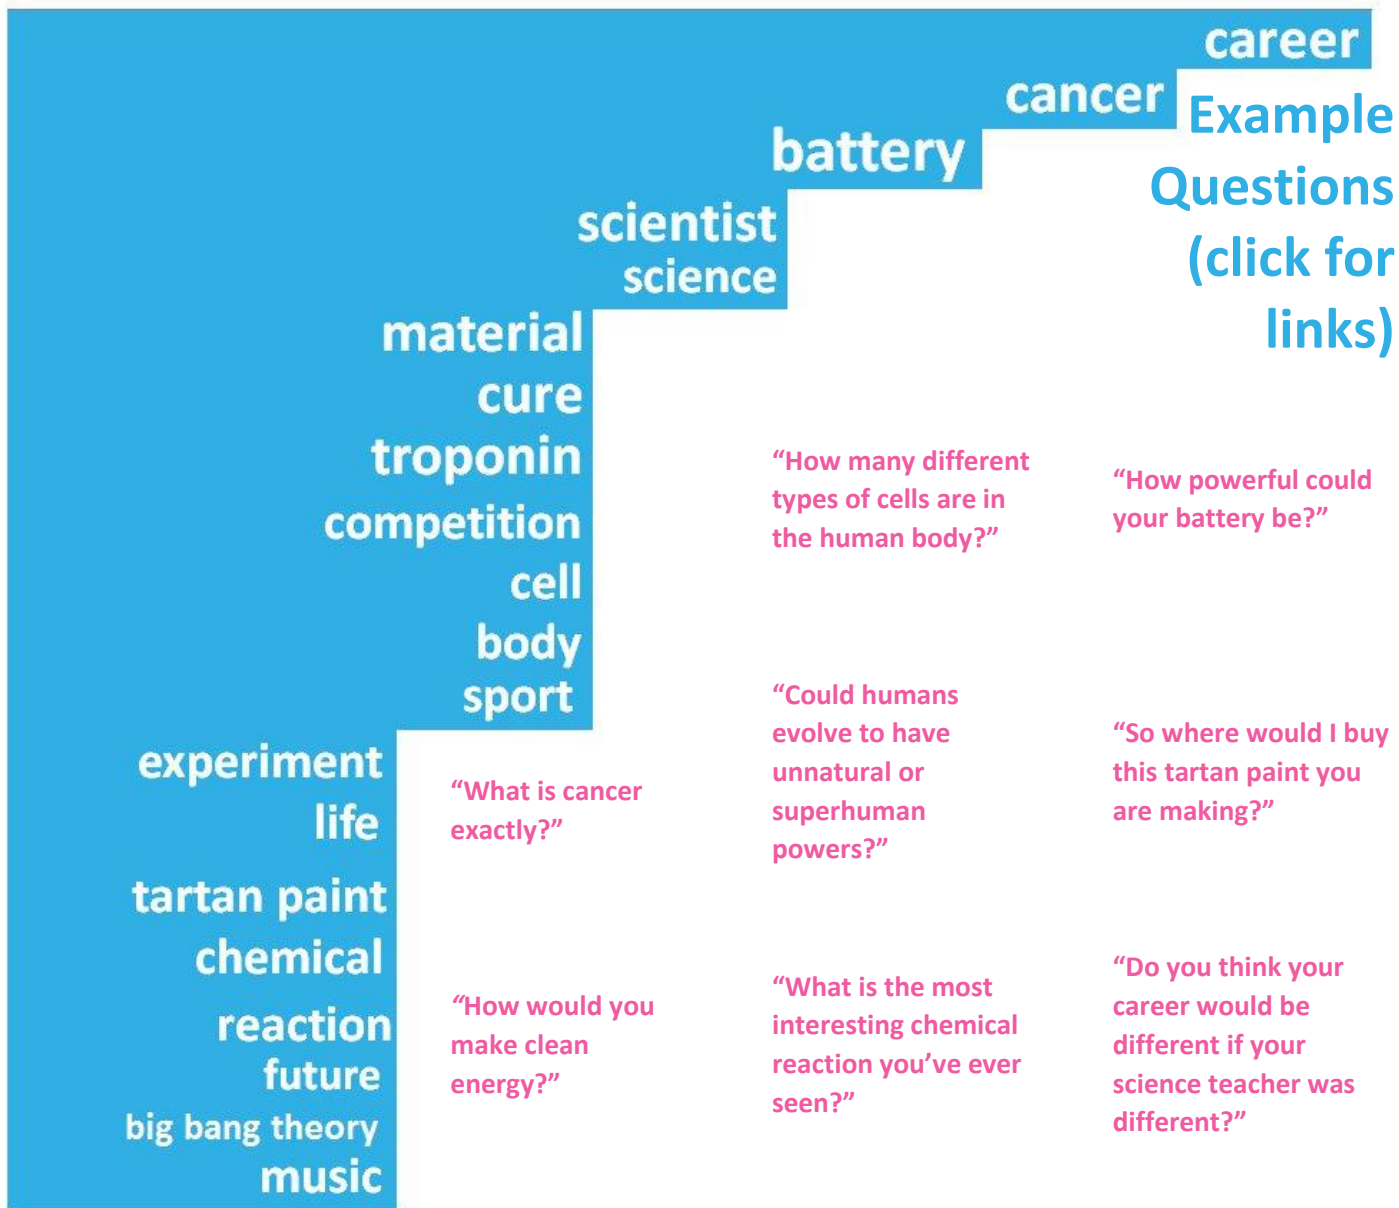 career
cancer
battery
scientist
science
material
cure
troponin
competition
cell
body
sport
experiment
life
tartan paint
chemical
reaction
future
big bang theory
music
Example
Questions
(click for
links)
“How many different
types of cells are in
the human body?”
“How powerful could
your battery be?”
“What is cancer
exactly?”
“Could humans
evolve to have
unnatural or
superhuman
powers?”
“So where would I buy
this tartan paint you
are making?”
“How would you
make clean
energy?”
“What is the most
interesting chemical
reaction you’ve ever
seen?”
“Do you think your
career would be
different if your
science teacher was
different?”